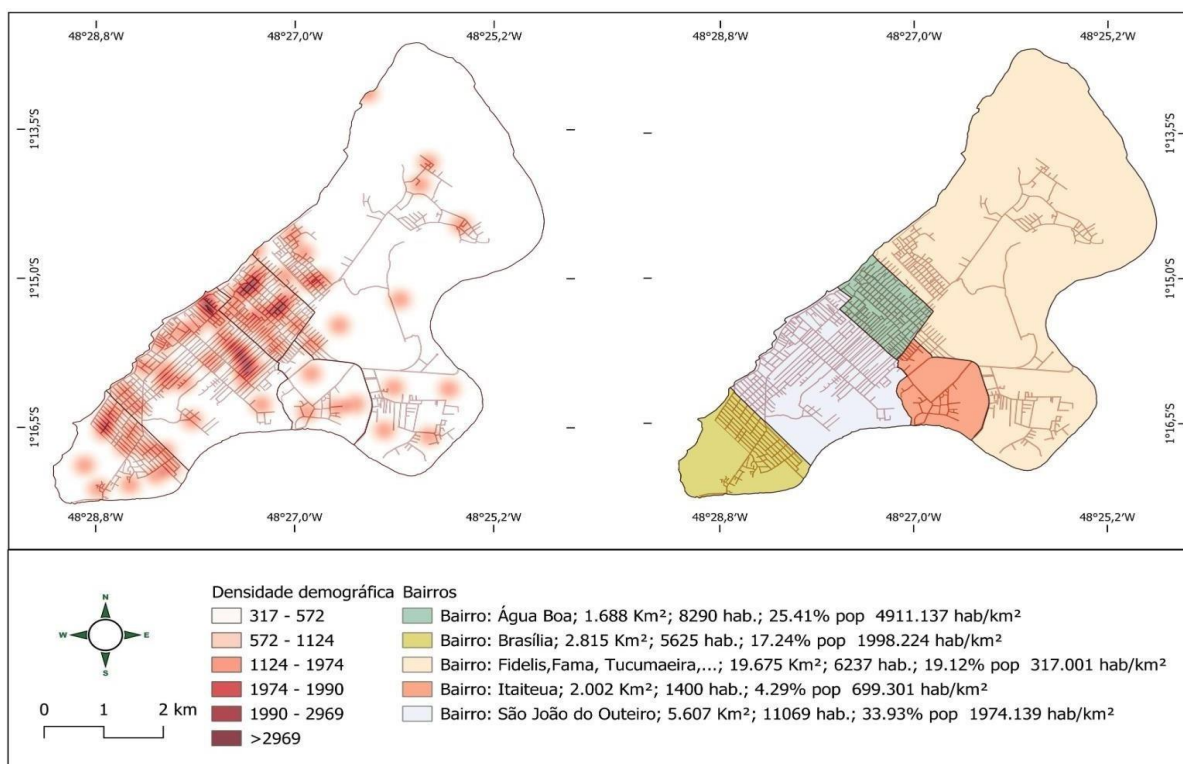 48°28,8'W 48°27,0'W 48°25,2'W 48°28,8'W 48°27,0'W 48°25,2'W
1°13,5'S 1°13,5'S
1°15,0'S 1°15,0'S
1°16,5'S 1°16,5'S
48°28,8'W 48°27,0'W 48°25,2'W 48°28,8'W 48°27,0'W 48°25,2'W
N
W E
S
0 1 2 km
Densidade demográfica
317 - 572
572 - 1124
1124 - 1974
1974 - 1990
1990 - 2969
>2969
Bairros
Bairro: Água Boa; 1.688 Km²; 8290 hab.; 25.41% pop 4911.137 hab/km²
Bairro: Brasília; 2.815 Km²; 5625 hab.; 17.24% pop 1998.224 hab/km²
Bairro: Fidelis,Fama, Tucumaeira,...; 19.675 Km²; 6237 hab.; 19.12% pop 317.001 hab/km²
Bairro: Itaiteua; 2.002 Km²; 1400 hab.; 4.29% pop 699.301 hab/km²
Bairro: São João do Outeiro; 5.607 Km²; 11069 hab.; 33.93% pop 1974.139 hab/km²